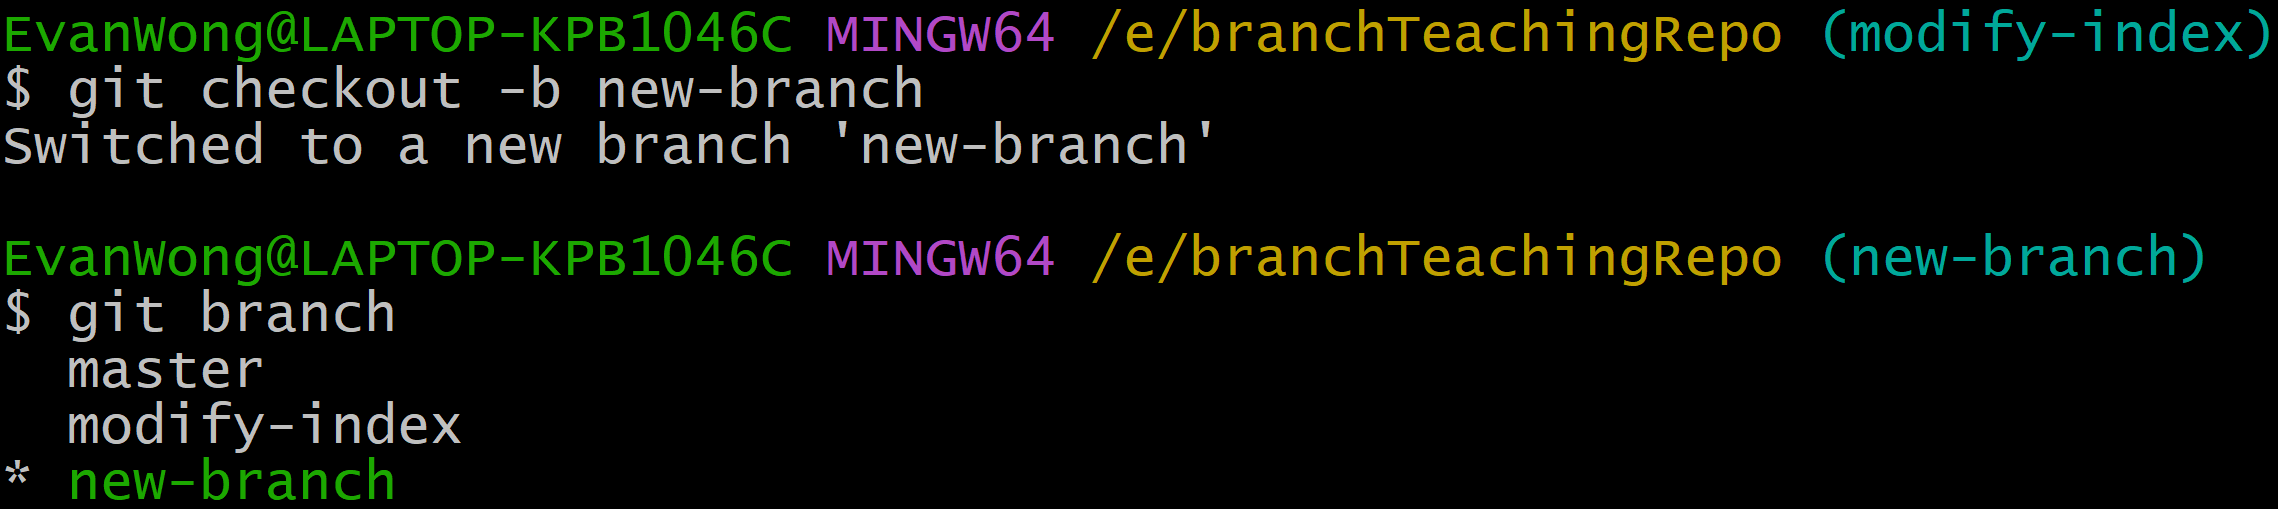 EvanWong@LAPTOP-KPB1046C MINGW64 /e/branchTeachingRepo (modify-index)
$ git checkout -b new-branch
Switched to a new branch 'new-branch'
EvanWong@LAPTOP-KPB1046C MINGW64 /e/branchTeachingRepo (new-branch)
$ git branch
  master
  modify-index
* new-branch